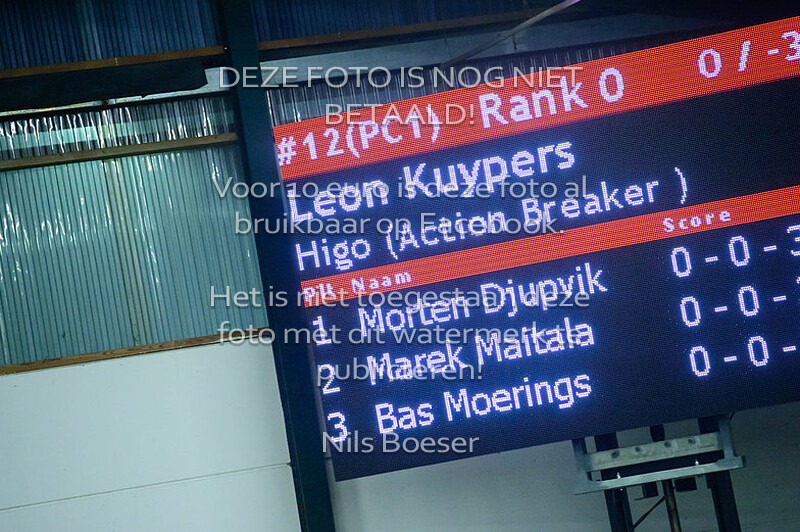 DEZE FOTO IS NOG NIET
BETAALD!
#12(PC1) Rank 0 0 / -3
Leon Kuypers
Voor 10 euro is deze foto al
bruikbaar op Facebook.
Higo (Action Breaker )
Plt Naam Score
Het is niet toegestaan deze
foto met dit watermerk te
publiceren!
1 Morten Djupvik 0 - 0 - 3
2 Marek Maitala 0 - 0 -
3 Bas Moerings 0 - 0 -
Nils Boeser